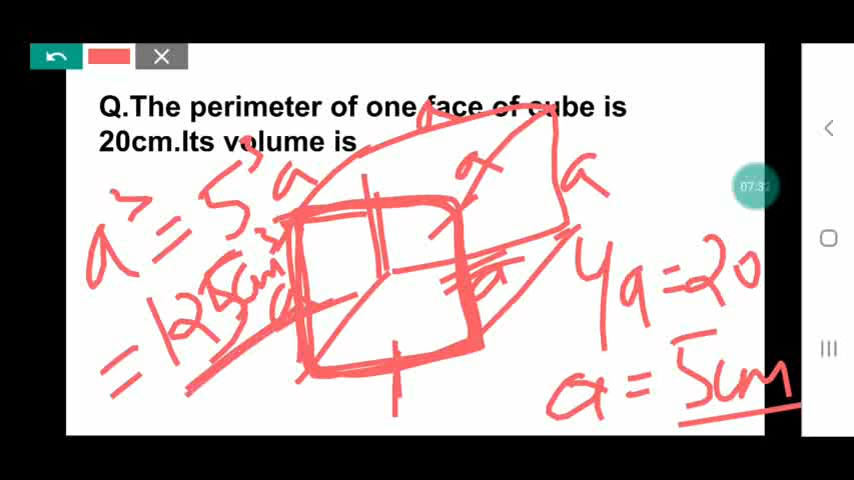 Q.The perimeter of one face of cube is
20cm.Its volume is
a³ = 5³
= 125cm³
a
a
a
a
a
a
4a = 20
a = 5cm
07:32